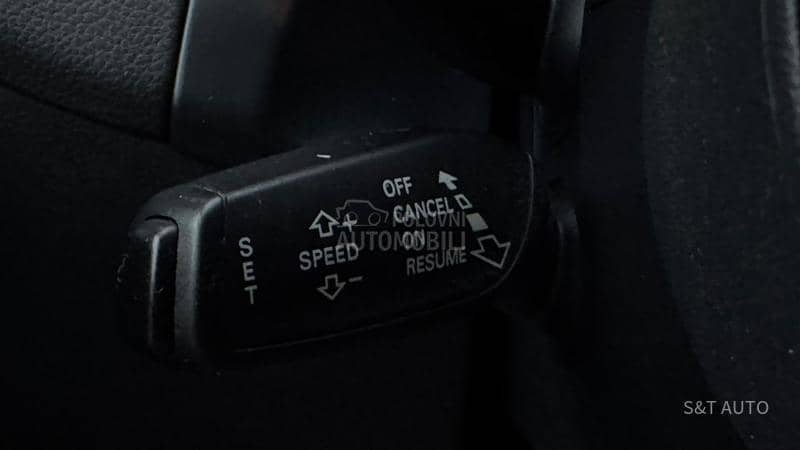 OFF
CANCEL
POLOVNI
ON
AUTOMOBILI
RESUME
SET
+
SPEED
−
S&T AUTO